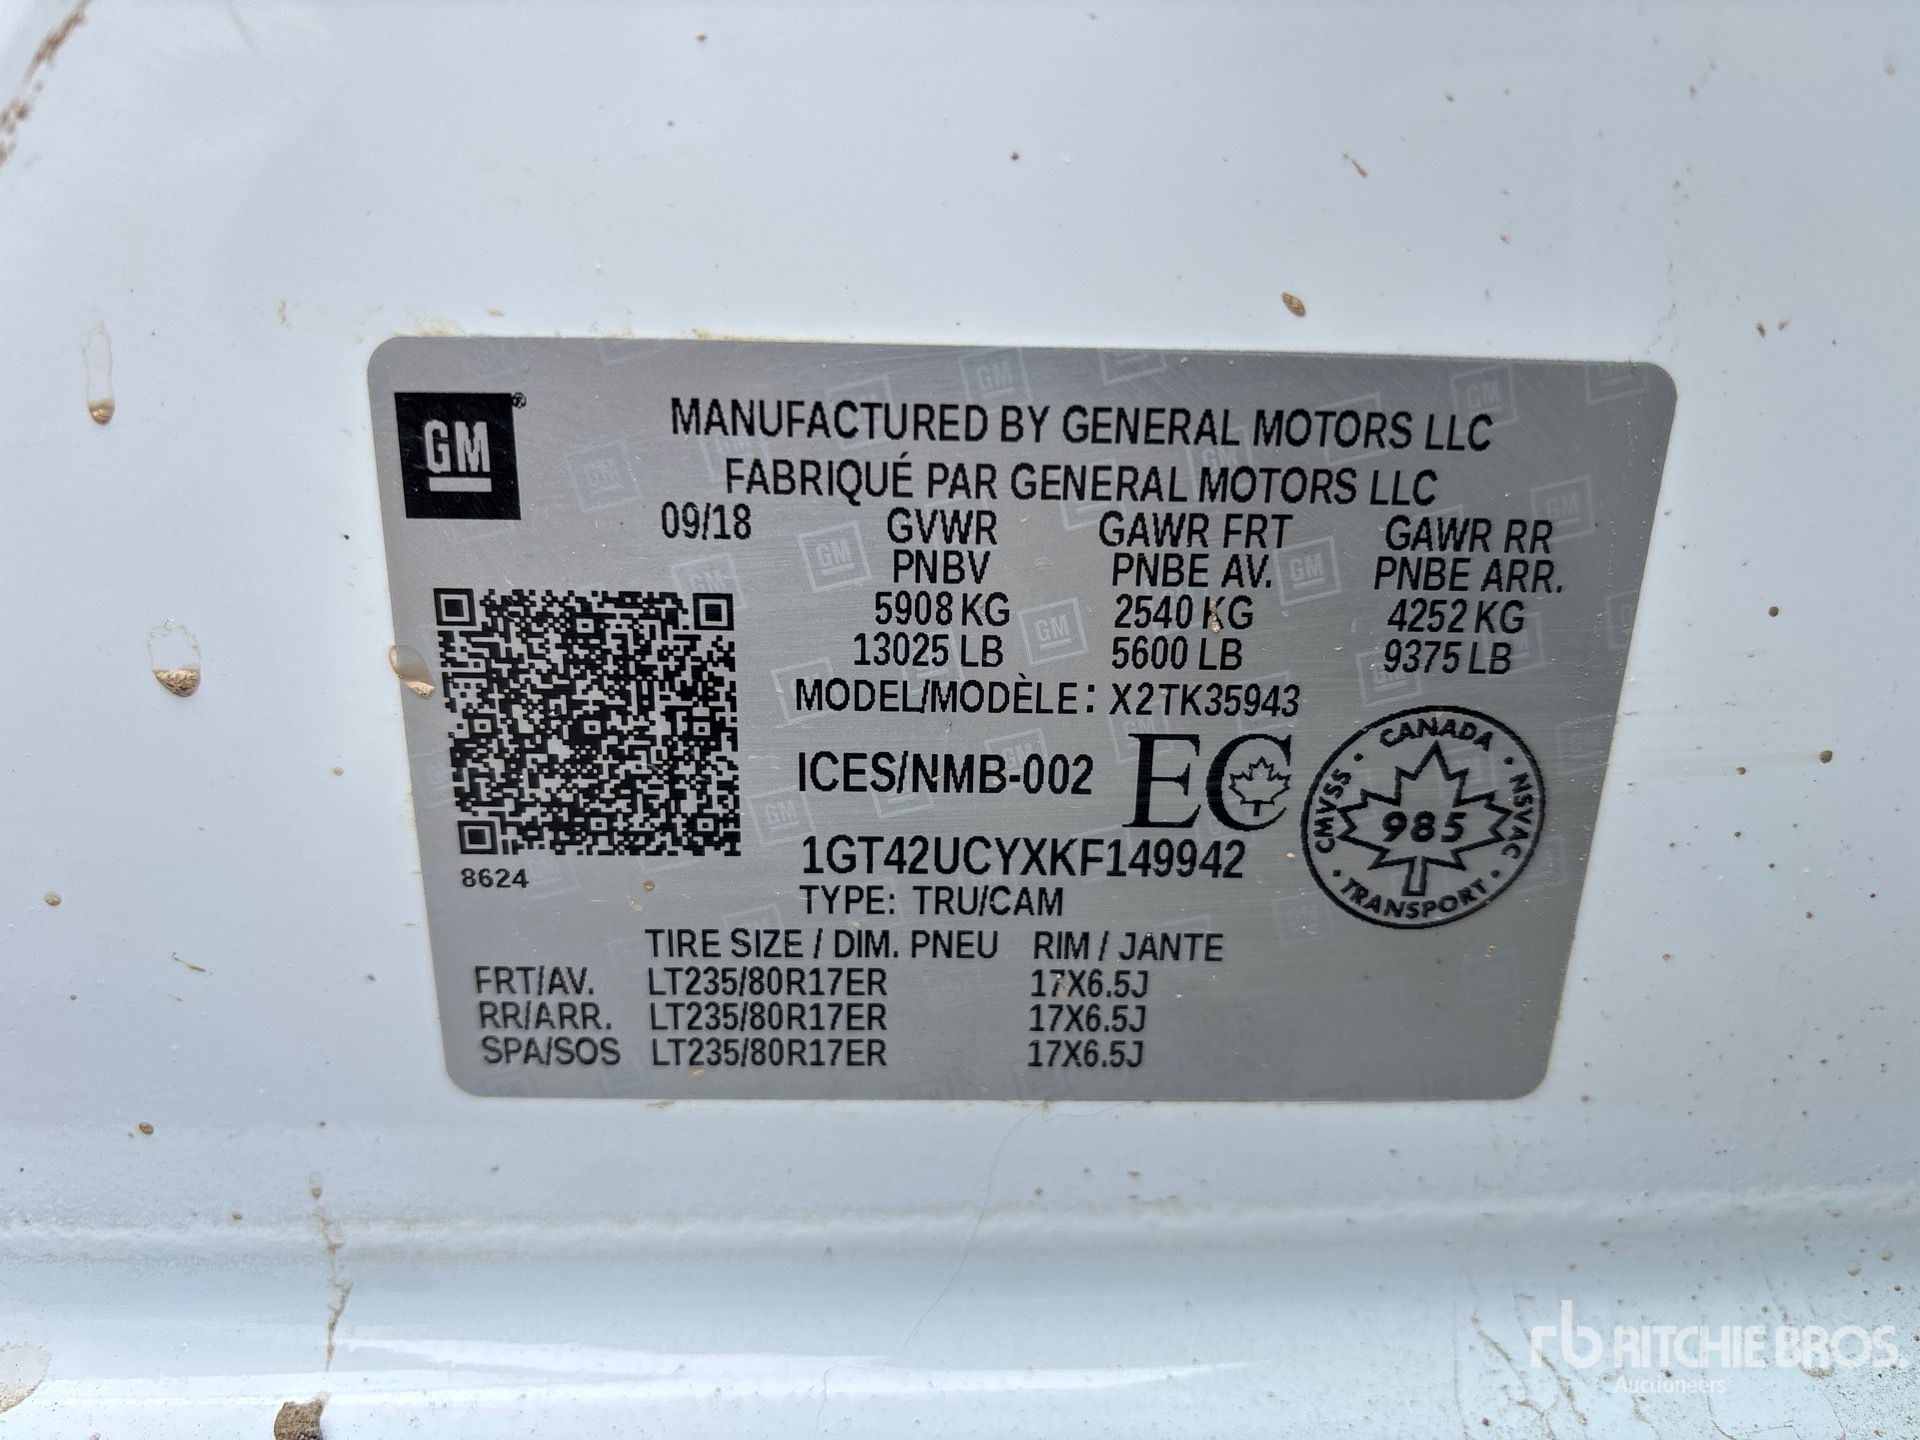 GM®
MANUFACTURED BY GENERAL MOTORS LLC
FABRIQUÉ PAR GENERAL MOTORS LLC
09/18 GVWR GAWR FRT GAWR RR
PNBV PNBE AV. PNBE ARR.
5908 KG 2540 KG 4252 KG
13025 LB 5600 LB 9375 LB
MODEL/MODÈLE: X2TK35943
ICES/NMB-002 EC
CANADA
CMVSS 985 NSVAC
TRANSPORT
1GT42UCYXKF149942
8624
TYPE: TRU/CAM
TIRE SIZE / DIM. PNEU RIM / JANTE
FRT/AV. LT235/80R17ER 17X6.5J
RR/ARR. LT235/80R17ER 17X6.5J
SPA/SOS LT235/80R17ER 17X6.5J
rb RITCHIE BROS.
Auctioneers